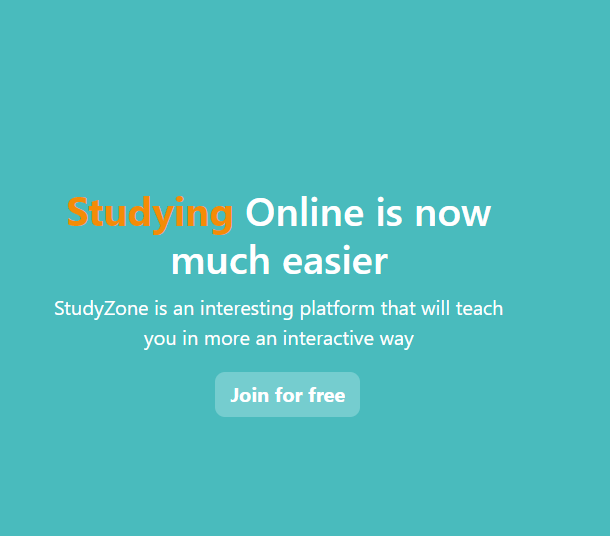 Studying Online is now
much easier
StudyZone is an interesting platform that will teach
you in more an interactive way
Join for free